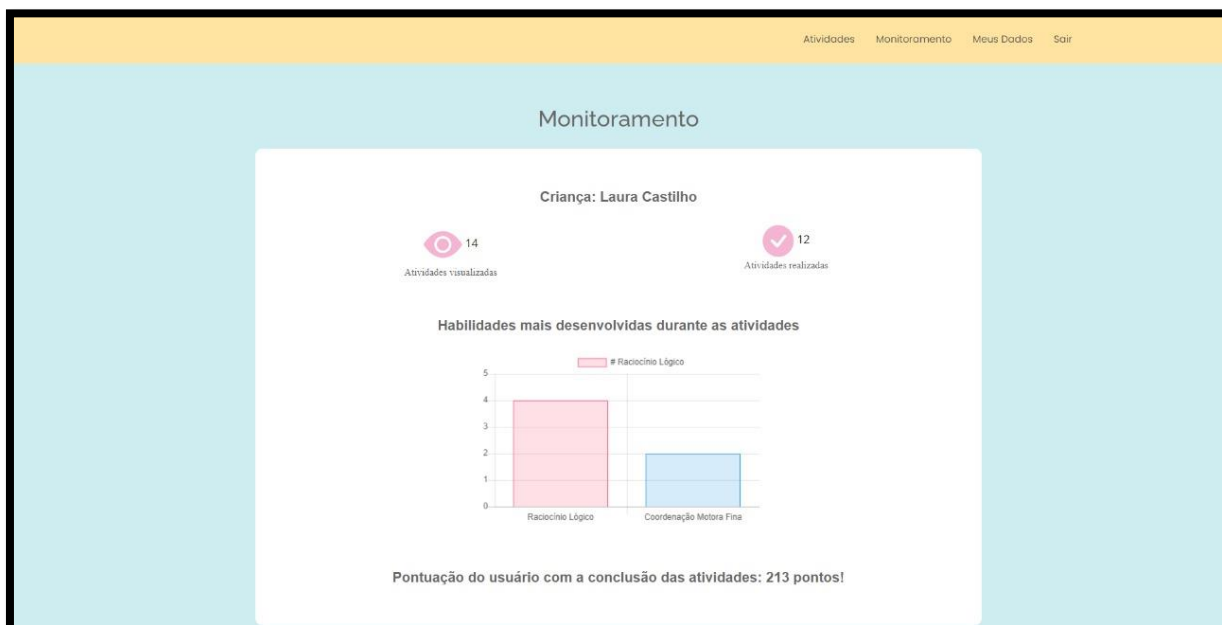 Atividades Monitoramento Meus Dados Sair
Monitoramento
Criança: Laura Castilho
14
Atividades visualizadas
12
Atividades realizadas
Habilidades mais desenvolvidas durante as atividades
# Raciocínio Lógico
5
4
3
2
1
0
Raciocínio Lógico Coordenação Motora Fina
Pontuação do usuário com a conclusão das atividades: 213 pontos!